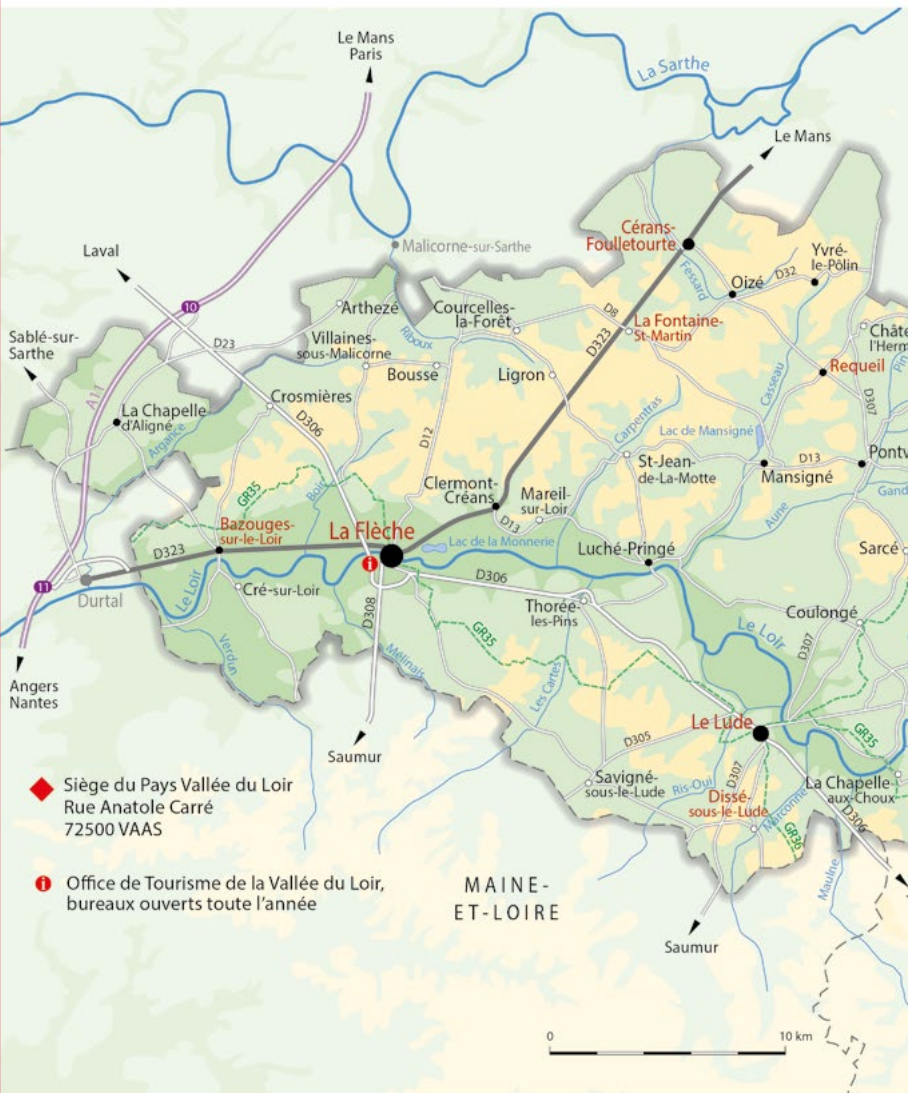 Le Mans
Paris
La Sarthe
Le Mans
Malicorne-sur-Sarthe
Laval
Cérans-
Foulletourte
Yvré-
le-Pôlin
Fessard
Oizé
D32
10
Arthezé
Courcelles-
la-Forêt
D8
La Fontaine-
St-Martin
Sablé-sur-
Sarthe
D23
Villaines-
sous-Malicorne
Riboux
D323
Requeil
Bousse
Ligron
Casseau
D307
A11
La Chapelle
d'Aligné
Crosmières
D306
Argance
D12
Carpentras
Lac de Mansigné
St-Jean-
de-La-Motte
D13
Mansigné
Clermont-
Créans
Mareil-
sur-Loir
D13
GR35
Boir
Aune
Bazouges-
sur-le-Loir
La Flèche
Lac de la Monnerie
Luché-Pringé
Sarcé
D323
11
Durtal
Le Loir
Cré-sur-Loir
D308
D306
Thorée-
les-Pins
Coulongé
Le Loir
D307
Verdun
Mélinais
GR35
Les Cartes
Angers
Nantes
Saumur
Le Lude
GR35
D305
Savigné-
sous-le-Lude
Ris-Oui
D307
Dissé-
sous-le-Lude
Marconne
La Chapelle-
aux-Choux
D306
GR36
Maulne
Siège du Pays Vallée du Loir
Rue Anatole Carré
72500 VAAS
i Office de Tourisme de la Vallée du Loir,
bureaux ouverts toute l'année
MAINE-
ET-LOIRE
Saumur
0 10 km